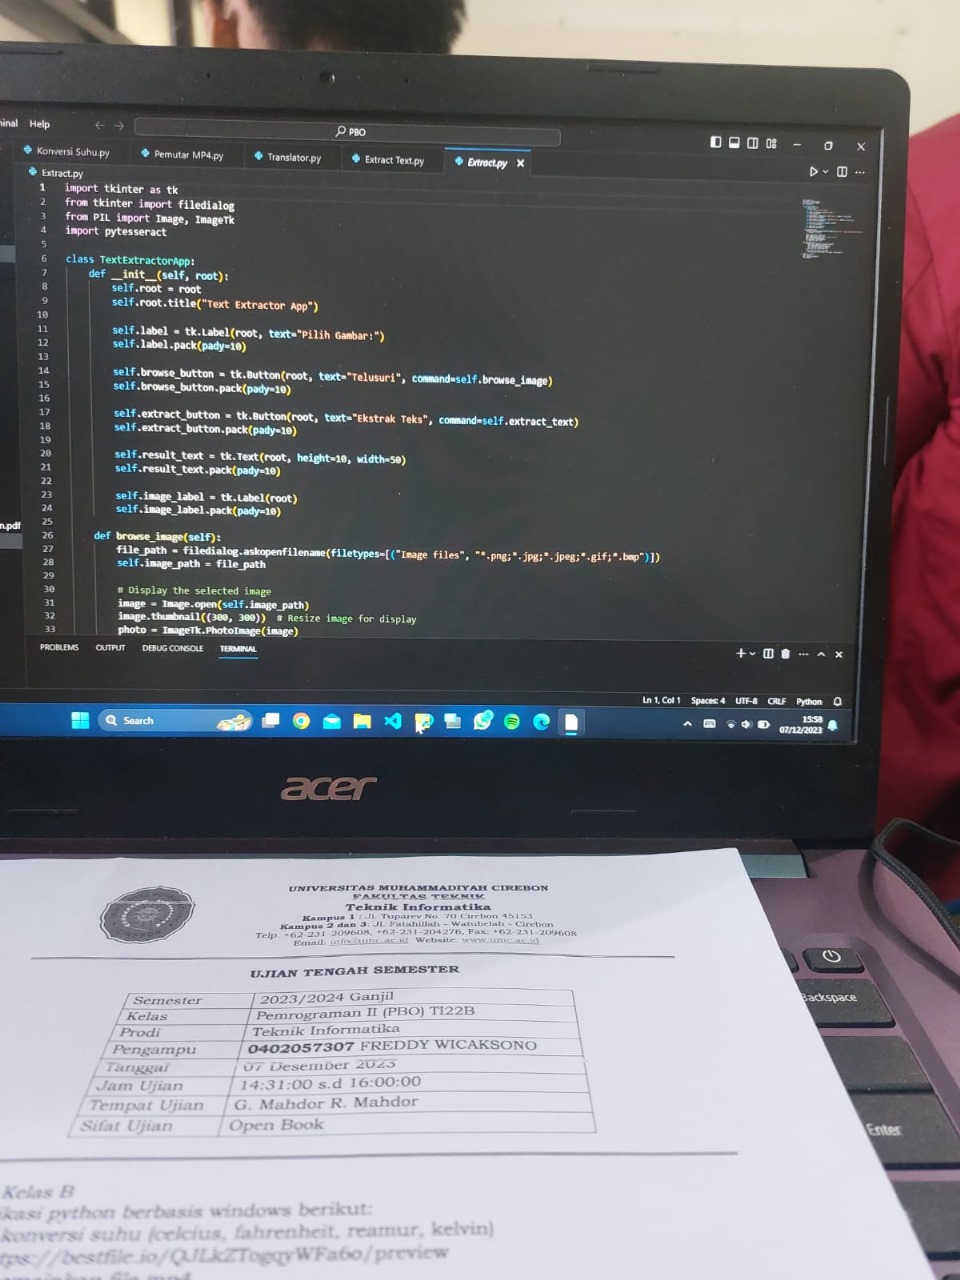 Help
PBO
Konversi Suhu.py
Pemutar MP4.py
Translator.py
Extract Text.py
Extract.py
Extract.py
1 import tkinter as tk
2 from tkinter import filedialog
3 from PIL import Image, ImageTk
4 import pytesseract
5
6 class TextExtractorApp:
7 def __init__(self, root):
8 self.root = root
9 self.root.title("Text Extractor App")
10
11 self.label = tk.Label(root, text="Pilih Gambar:")
12 self.label.pack(pady=10)
13
14 self.browse_button = tk.Button(root, text="Telusuri", command=self.browse_image)
15 self.browse_button.pack(pady=10)
16
17 self.extract_button = tk.Button(root, text="Ekstrak Teks", command=self.extract_text)
18 self.extract_button.pack(pady=10)
19
20 self.result_text = tk.Text(root, height=10, width=50)
21 self.result_text.pack(pady=10)
22
23 self.image_label = tk.Label(root)
24 self.image_label.pack(pady=10)
25
26 def browse_image(self):
27 file_path = filedialog.askopenfilename(filetypes=[("Image files", "*.png;*.jpg;*.jpeg;*.gif;*.bmp")])
28 self.image_path = file_path
29
30 # Display the selected image
31 image = Image.open(self.image_path)
32 image.thumbnail((300, 300)) # Resize image for display
33 photo = ImageTk.PhotoImage(image)
n.pdf
PROBLEMS OUTPUT DEBUG CONSOLE TERMINAL
Ln 1, Col 1 Spaces: 4 UTF-8 CRLF Python
Search
15:58
07/12/2023
acer
UNIVERSITAS MUHAMMADIYAH CIREBON
FAKULTAS TEKNIK
Teknik Informatika
Kampus 1 : Jl. Tuparev No. 70 Cirebon 45153
Kampus 2 dan 3: Jl. Fatahillah - Watubelah - Cirebon
Telp. +62-231-209608, +62-231-204276, Fax: +62-231-209608
Email: info@umc.ac.id Website: www.umc.ac.id
UJIAN TENGAH SEMESTER
Semester 2023/2024 Ganjil
Kelas Pemrograman II (PBO) TI22B
Prodi Teknik Informatika
Pengampu 0402057307 FREDDY WICAKSONO
Tanggal 07 Desember 2023
Jam Ujian 14:31:00 s.d 16:00:00
Tempat Ujian G. Mahdor R. Mahdor
Sifat Ujian Open Book
Backspace
Enter
Kelas B
ikasi python berbasis windows berikut:
konversi suhu (celcius, fahrenheit, reamur, kelvin)
tps://bestfile.io/QJLkZTogqyWFa6o/preview
file mp4